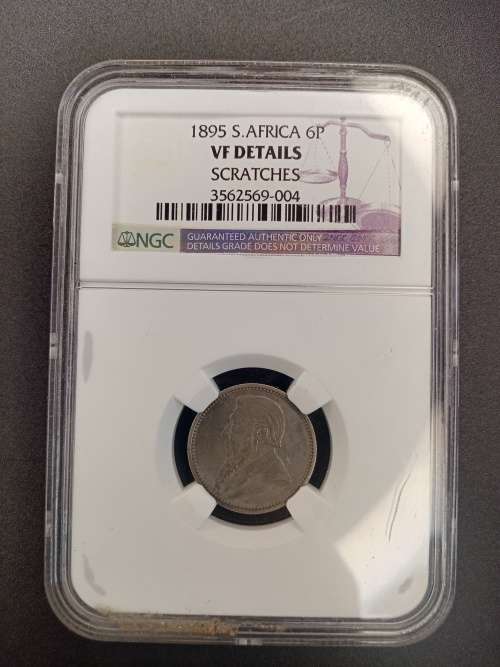 1895 S.AFRICA 6P
VF DETAILS
SCRATCHES
3562569-004
NGC
GUARANTEED AUTHENTIC ONLY
DETAILS GRADE DOES NOT DETERMINE VALUE